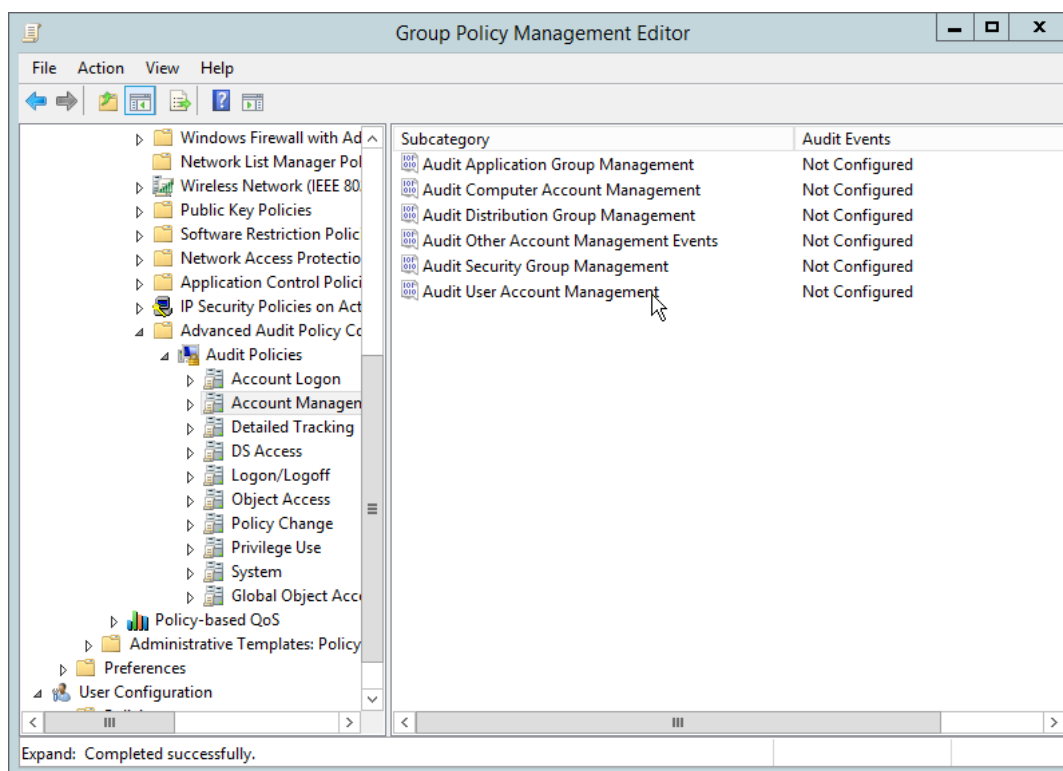 Group Policy Management Editor
File Action View Help
Windows Firewall with Ad
Network List Manager Pol
Wireless Network (IEEE 80.
Public Key Policies
Software Restriction Polic
Network Access Protectio
Application Control Polici
IP Security Policies on Act
Advanced Audit Policy Co
Audit Policies
Account Logon
Account Managen
Detailed Tracking
DS Access
Logon/Logoff
Object Access
Policy Change
Privilege Use
System
Global Object Acce
Policy-based QoS
Administrative Templates: Policy
Preferences
User Configuration
Subcategory Audit Events
Audit Application Group Management Not Configured
Audit Computer Account Management Not Configured
Audit Distribution Group Management Not Configured
Audit Other Account Management Events Not Configured
Audit Security Group Management Not Configured
Audit User Account Management Not Configured
Expand: Completed successfully.